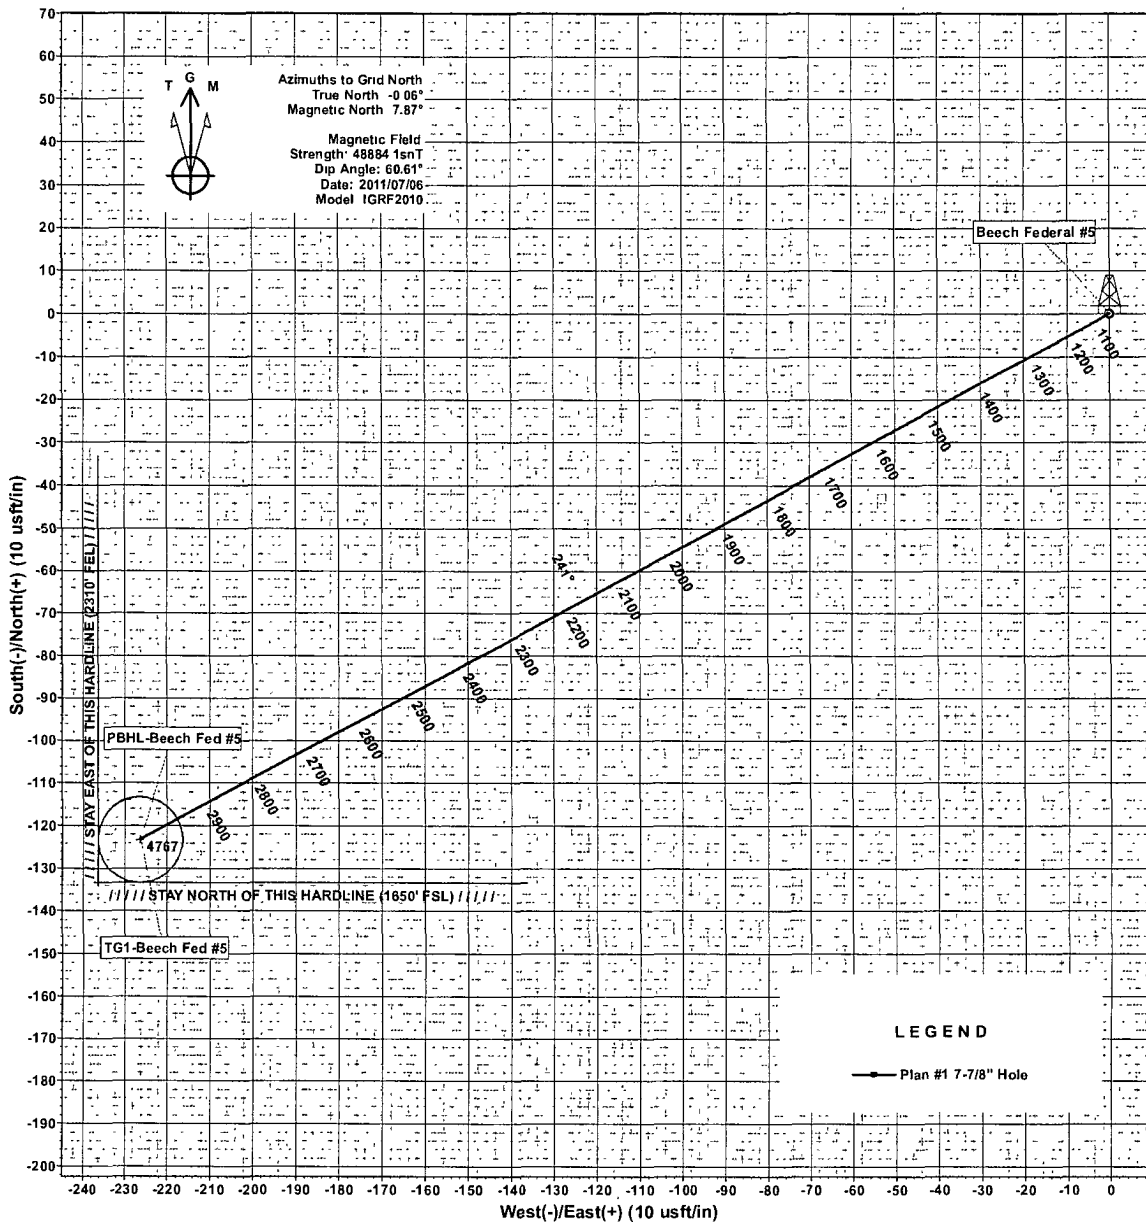 70
60
50
40
30
20
10
0
-10
-20
-30
-40
-50
-60
-70
-80
-90
-100
-110
-120
-130
-140
-150
-160
-170
-180
-190
-200
South(-)/North(+) (10 usft/in)
T G M
Azimuths to Grid North
True North -0 06°
Magnetic North 7.87°
Magnetic Field
Strength: 48884 1snT
Dip Angle: 60.61°
Date: 2011/07/06
Model IGRF2010
Beech Federal #5
1100
1200
1300
1400
1500
1600
1700
1800
1900
2000
2100
2200
2300
2400
2500
2600
2700
2800
2900
241°
4767
///// STAY EAST OF THIS HARDLINE (2310' FEL) /////
PBHL-Beech Fed #5
///// STAY NORTH OF THIS HARDLINE (1650' FSL) /////
TG1-Beech Fed #5
LEGEND
Plan #1 7-7/8" Hole
-240 -230 -220 -210 -200 -190 -180 -170 -160 -150 -140 -130 -120 -110 -100 -90 -80 -70 -60 -50 -40 -30 -20 -10 0
West(-)/East(+) (10 usft/in)